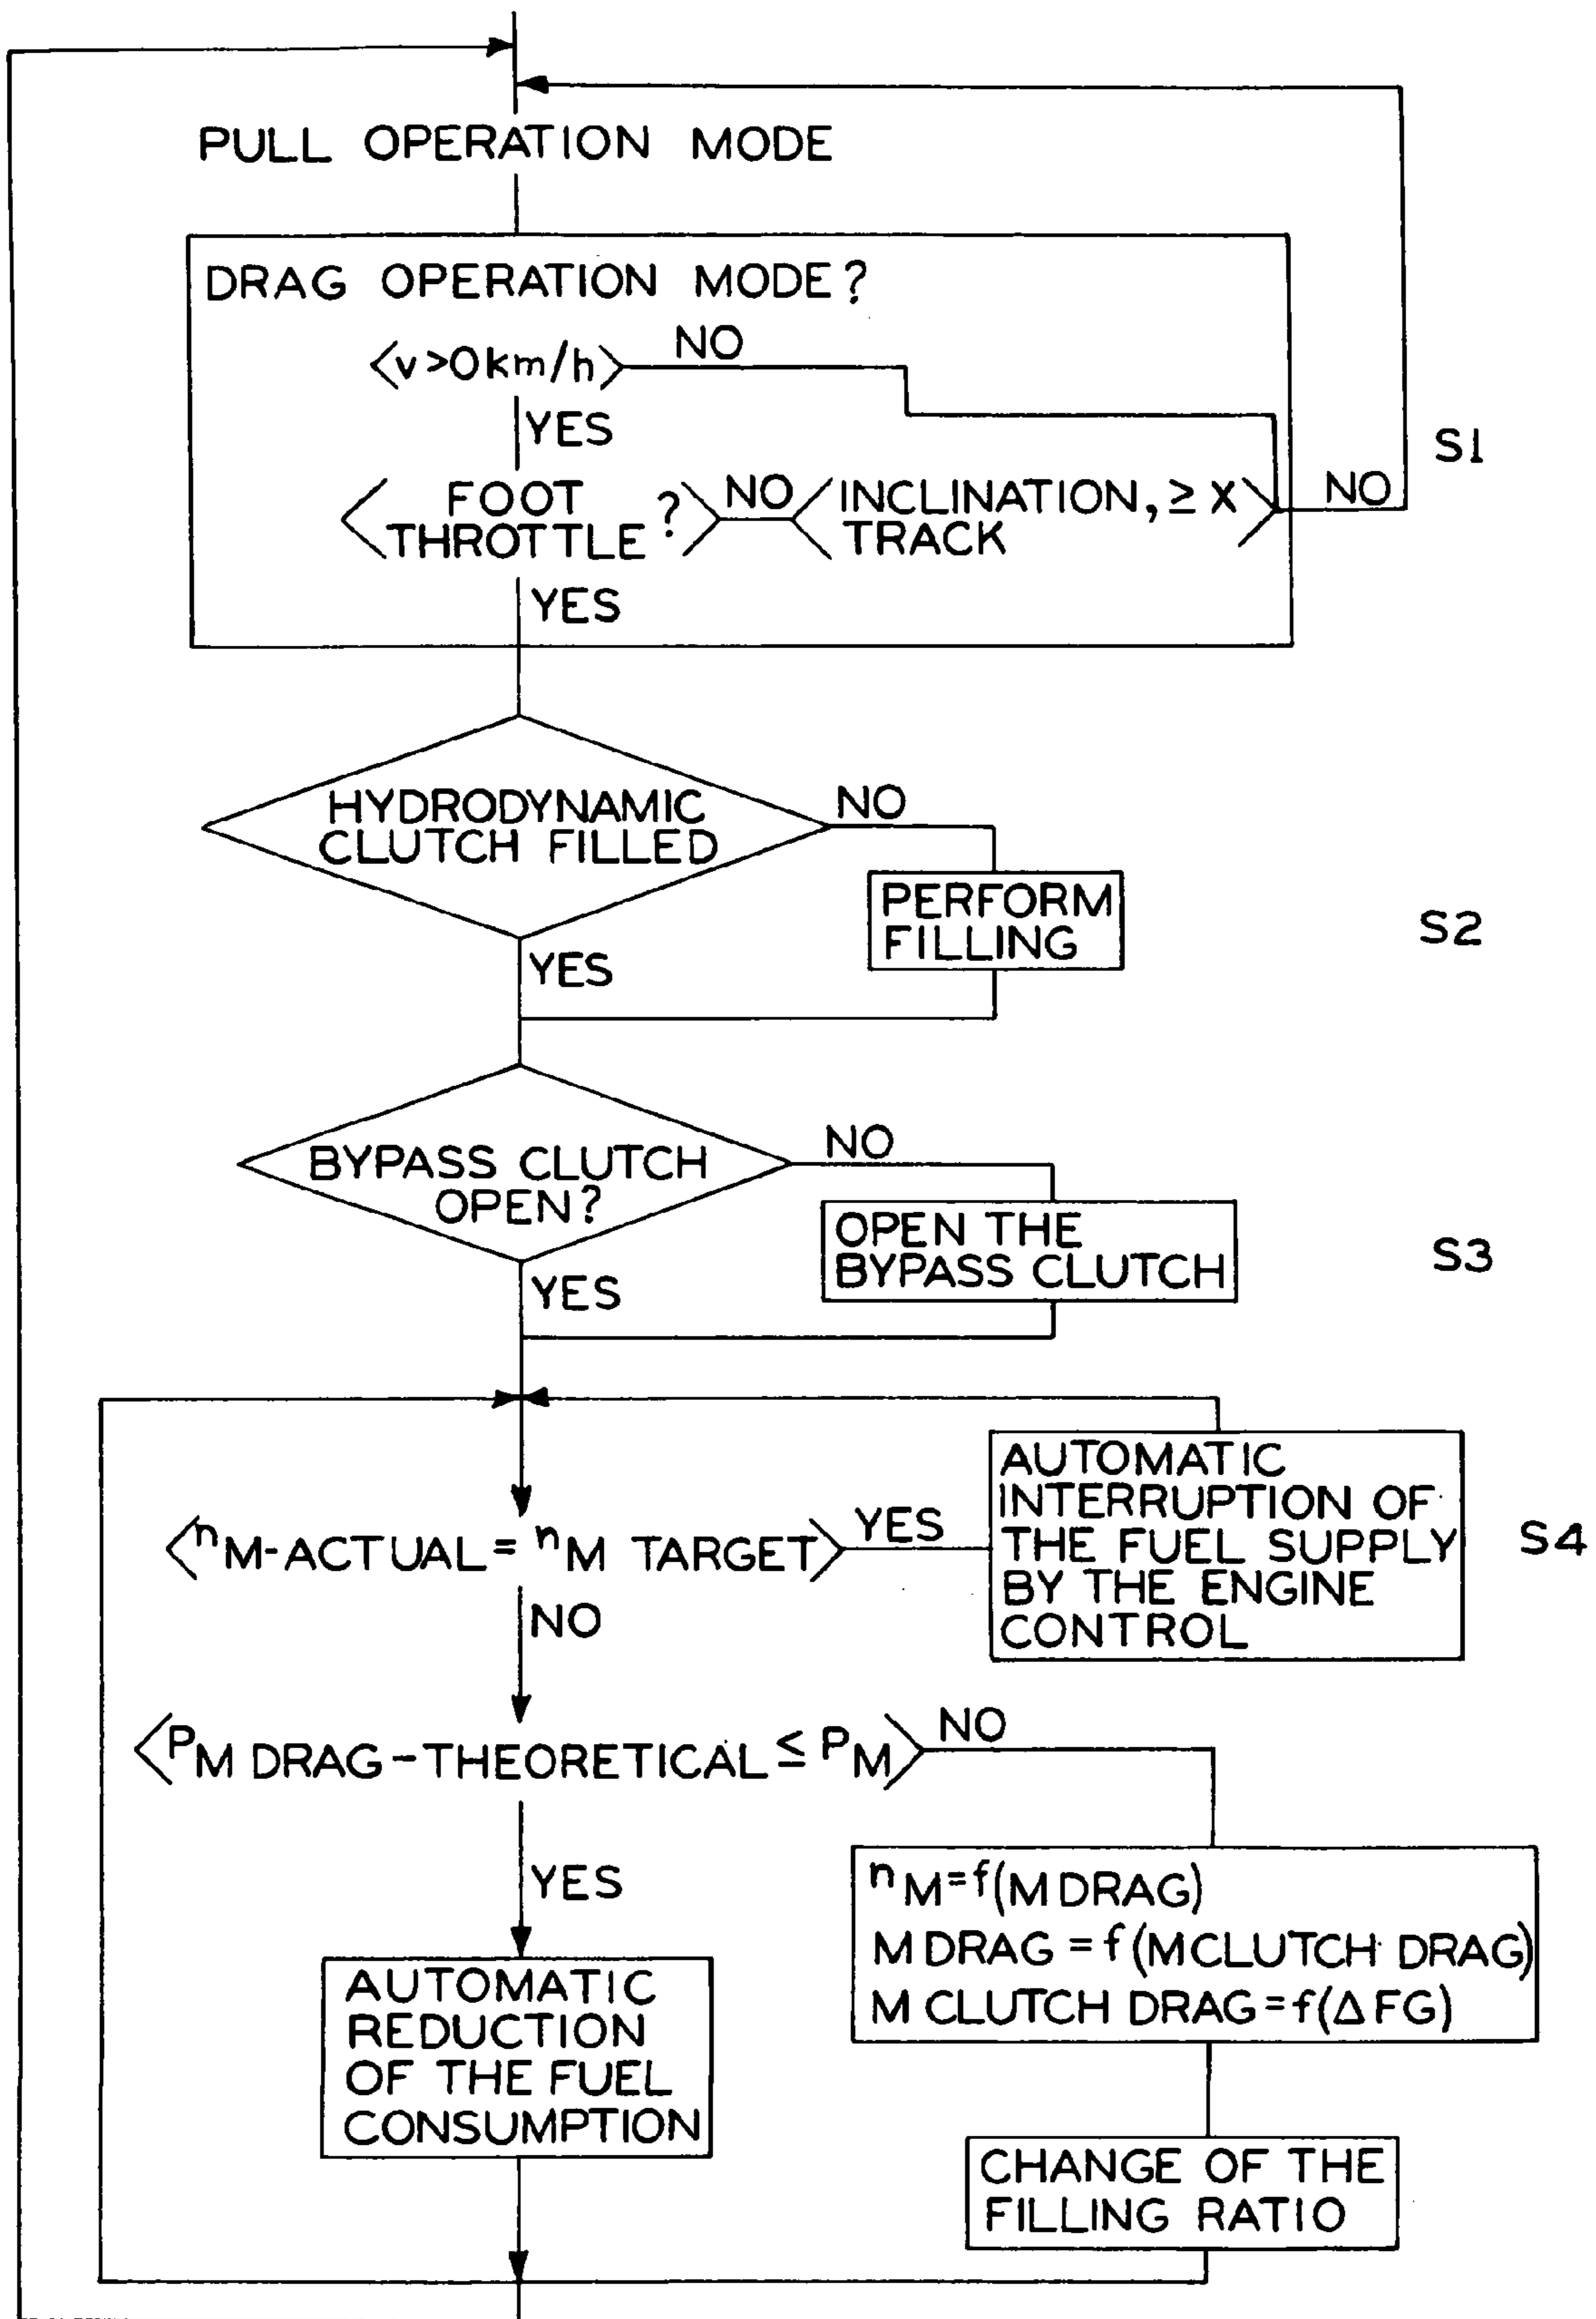 PULL OPERATION MODE
DRAG OPERATION MODE?
<v>0km/h>
NO
YES
S1
FOOT
THROTTLE ?
NO
INCLINATION, ≥ X
TRACK
NO
YES
HYDRODYNAMIC
CLUTCH FILLED
NO
PERFORM
FILLING
S2
YES
BYPASS CLUTCH
OPEN?
NO
OPEN THE
BYPASS CLUTCH
S3
YES
<nM-ACTUAL = nM TARGET>
YES
AUTOMATIC
INTERRUPTION OF
THE FUEL SUPPLY
BY THE ENGINE
CONTROL
S4
NO
<PM DRAG-THEORETICAL ≤ PM>
NO
YES
nM=f(M DRAG)
M DRAG = f(MCLUTCH DRAG)
M CLUTCH DRAG=f(Δ FG)
AUTOMATIC
REDUCTION
OF THE FUEL
CONSUMPTION
CHANGE OF THE
FILLING RATIO